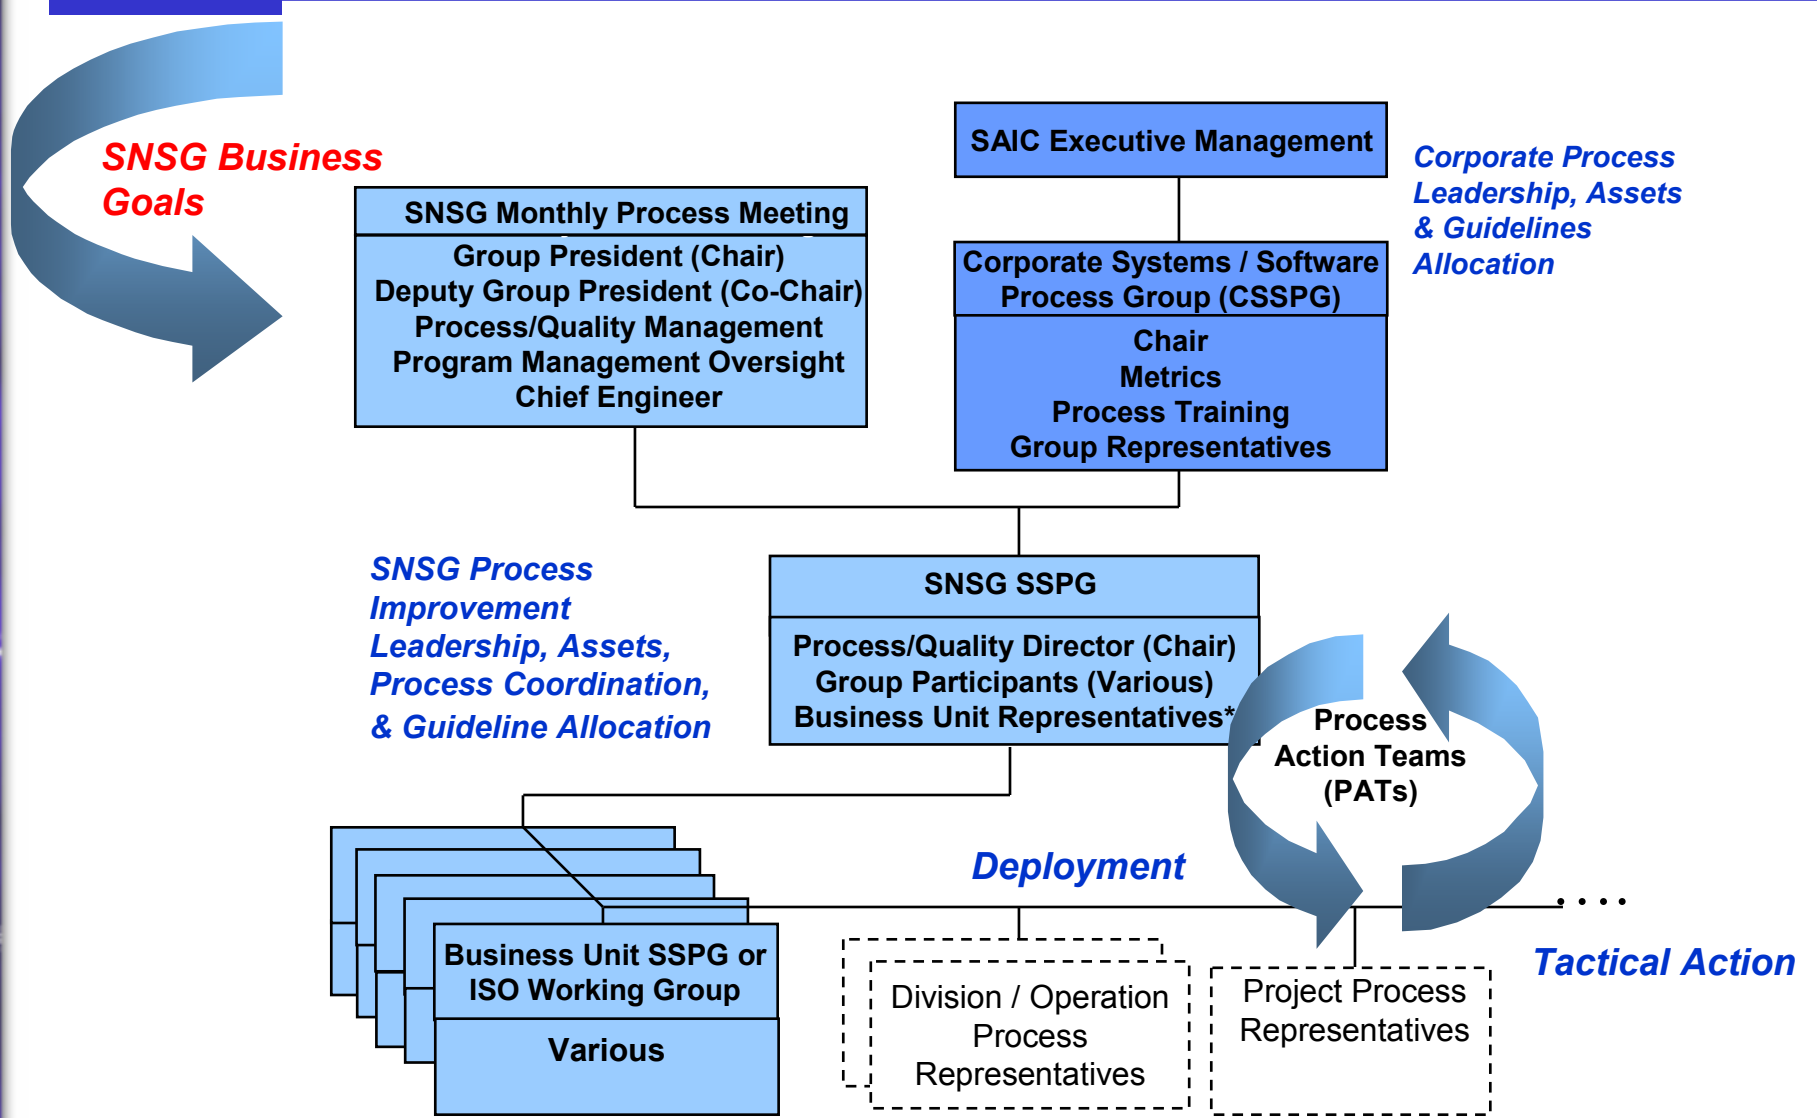 SNSG Business
Goals
SNSG Monthly Process Meeting
Group President (Chair)
Deputy Group President (Co-Chair)
Process/Quality Management
Program Management Oversight
Chief Engineer
SAIC Executive Management
Corporate Systems / Software
Process Group (CSSPG)
Chair
Metrics
Process Training
Group Representatives
Corporate Process
Leadership, Assets
& Guidelines
Allocation
SNSG Process
Improvement
Leadership, Assets,
Process Coordination,
& Guideline Allocation
SNSG SSPG
Process/Quality Director (Chair)
Group Participants (Various)
Business Unit Representatives*
Process
Action Teams
(PATs)
Deployment
....
Tactical Action
Business Unit SSPG or
ISO Working Group
Various
Division / Operation
Process
Representatives
Project Process
Representatives